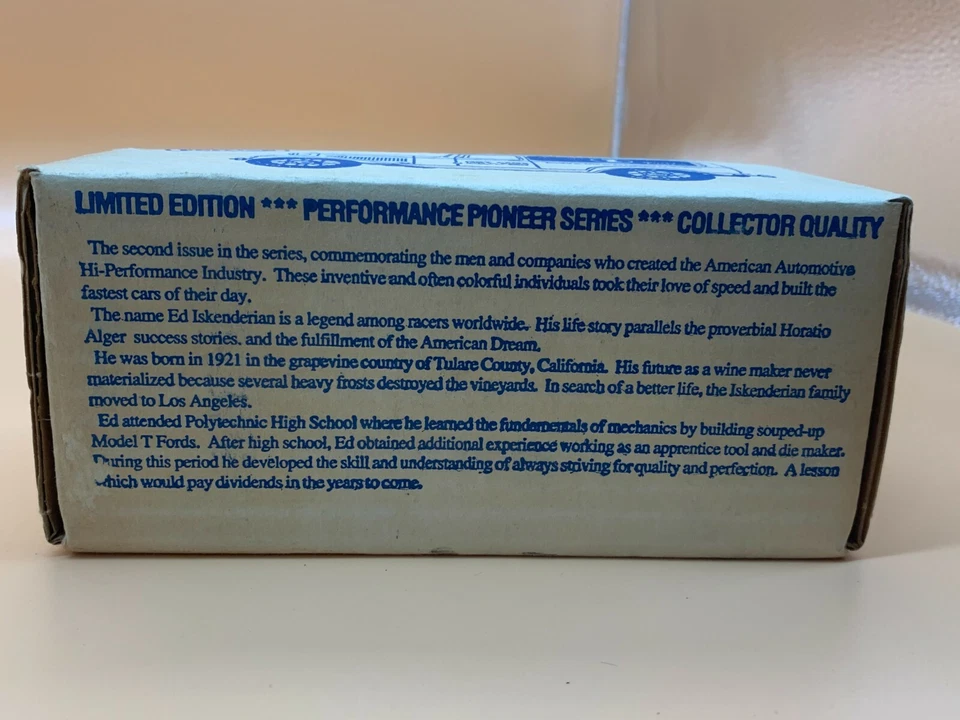 LIMITED EDITION *** PERFORMANCE PIONEER SERIES *** COLLECTOR QUALITY
The second issue in the series, commemorating the men and companies who created the American Automotive
Hi-Performance Industry. These inventive and often colorful individuals took their love of speed and built the
fastest cars of their day.
The name Ed Iskenderian is a legend among racers worldwide. His life story parallels the proverbial Horatio
Alger success stories, and the fulfillment of the American Dream.
He was born in 1921 in the grapevine country of Tulare County, California. His future as a wine maker never
materialized because several heavy frosts destroyed the vineyards. In search of a better life, the Iskenderian family
moved to Los Angeles.
Ed attended Polytechnic High School where he learned the fundamentals of mechanics by building souped-up
Model T Fords. After high school, Ed obtained additional experience working as an apprentice tool and die maker.
During this period he developed the skill and understanding of always striving for quality and perfection. A lesson
which would pay dividends in the years to come.